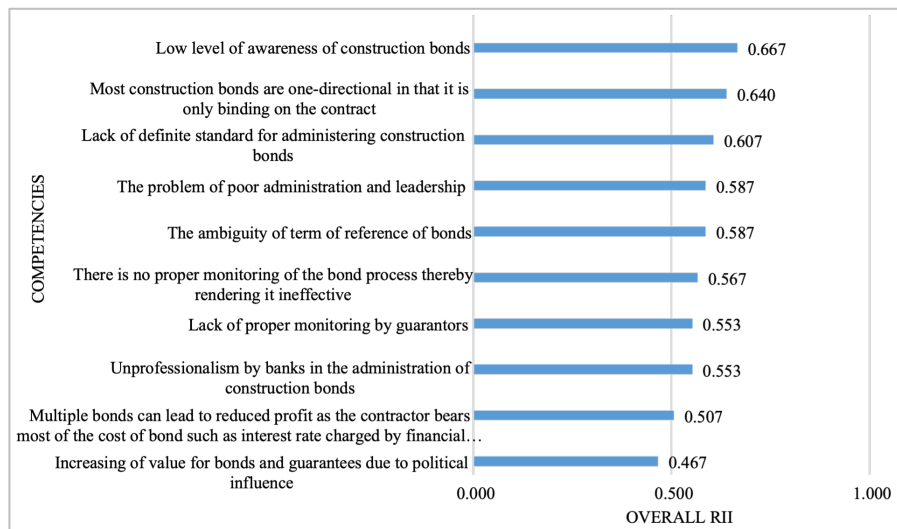 Low level of awareness of construction bonds
0.667
Most construction bonds are one-directional in that it is
only binding on the contract
0.640
Lack of definite standard for administering construction
bonds
0.607
The problem of poor administration and leadership
0.587
The ambiguity of term of reference of bonds
0.587
There is no proper monitoring of the bond process thereby
rendering it ineffective
0.567
Lack of proper monitoring by guarantors
0.553
Unprofessionalism by banks in the administration of
construction bonds
0.553
Multiple bonds can lead to reduced profit as the contractor bears
most of the cost of bond such as interest rate charged by financial…
0.507
Increasing of value for bonds and guarantees due to political
influence
0.467
COMPETENCIES
0.000 0.500 1.000
OVERALL RII